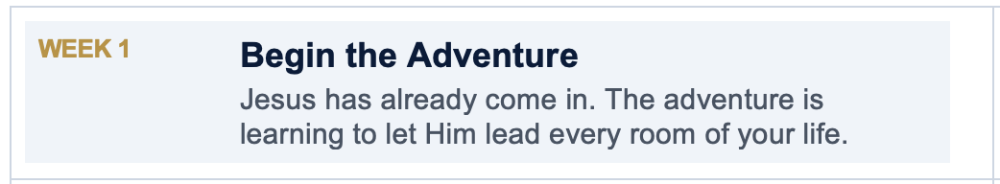 WEEK 1
Begin the Adventure
Jesus has already come in. The adventure is
learning to let Him lead every room of your life.